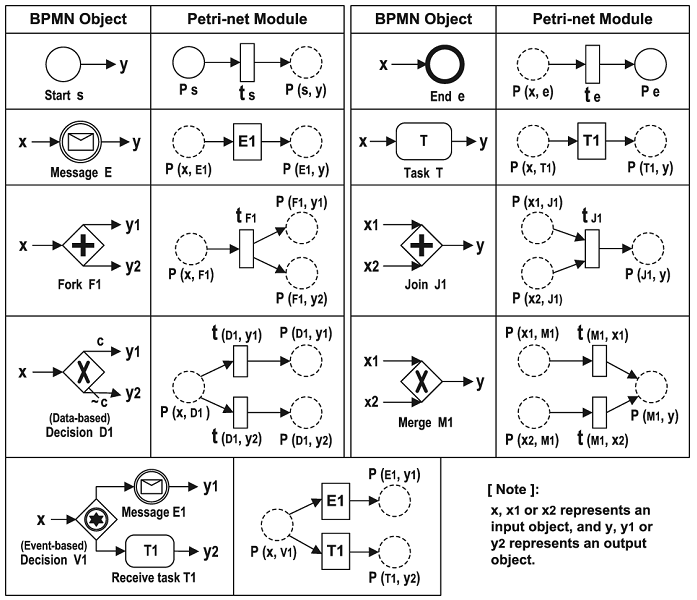 BPMN Object Petri-net Module BPMN Object Petri-net Module
y
Start s
P s
t s
P (s, y)
x
End e
P (x, e)
t e
P e
x y
Message E
E1
P (x, E1) P (E1, y)
x T y
Task T
T1
P (x, T1) P (T1, y)
x y1
y2
Fork F1
t F1
P (F1, y1)
P (x, F1)
P (F1, y2)
x1
x2
y
Join J1
P (x1, J1)
t J1
P (J1, y)
P (x2, J1)
x
c
y1
~c
y2
(Data-based)
Decision D1
t (D1, y1) P (D1, y1)
P (x, D1)
t (D1, y2) P (D1, y2)
x1
x2
y
Merge M1
P (x1, M1) t (M1, x1)
P (M1, y)
P (x2, M1) t (M1, x2)
x
y1
Message E1
(Event-based)
Decision V1
T1 y2
Receive task T1
P (E1, y1)
E1
P (x, V1)
T1
P (T1, y2)
[ Note ]:
x, x1 or x2 represents an
input object, and y, y1 or
y2 represents an output
object.